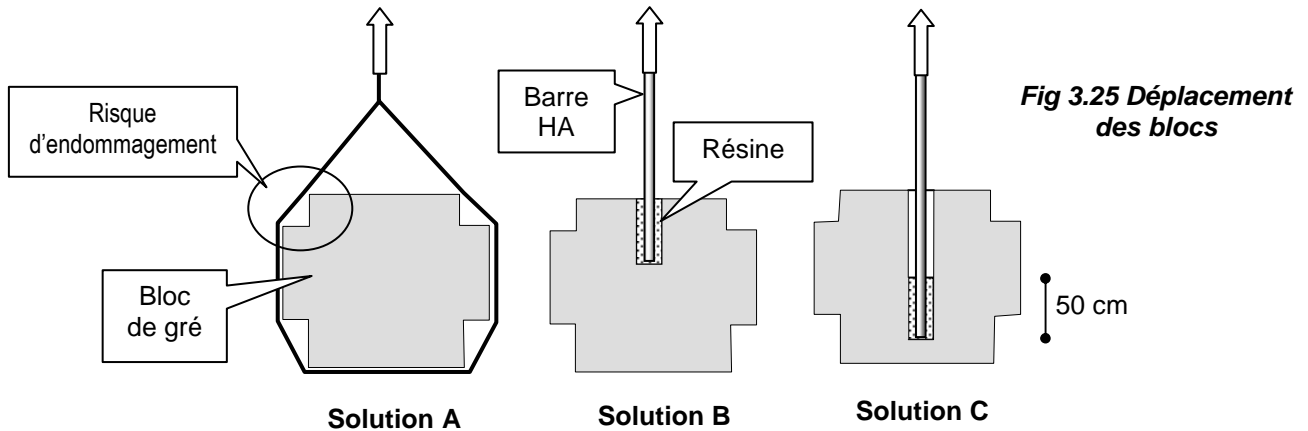 Risque
d'endommagement
Barre
HA
Résine
Fig 3.25 Déplacement
des blocs
Bloc
de gré
50 cm
Solution A
Solution B
Solution C